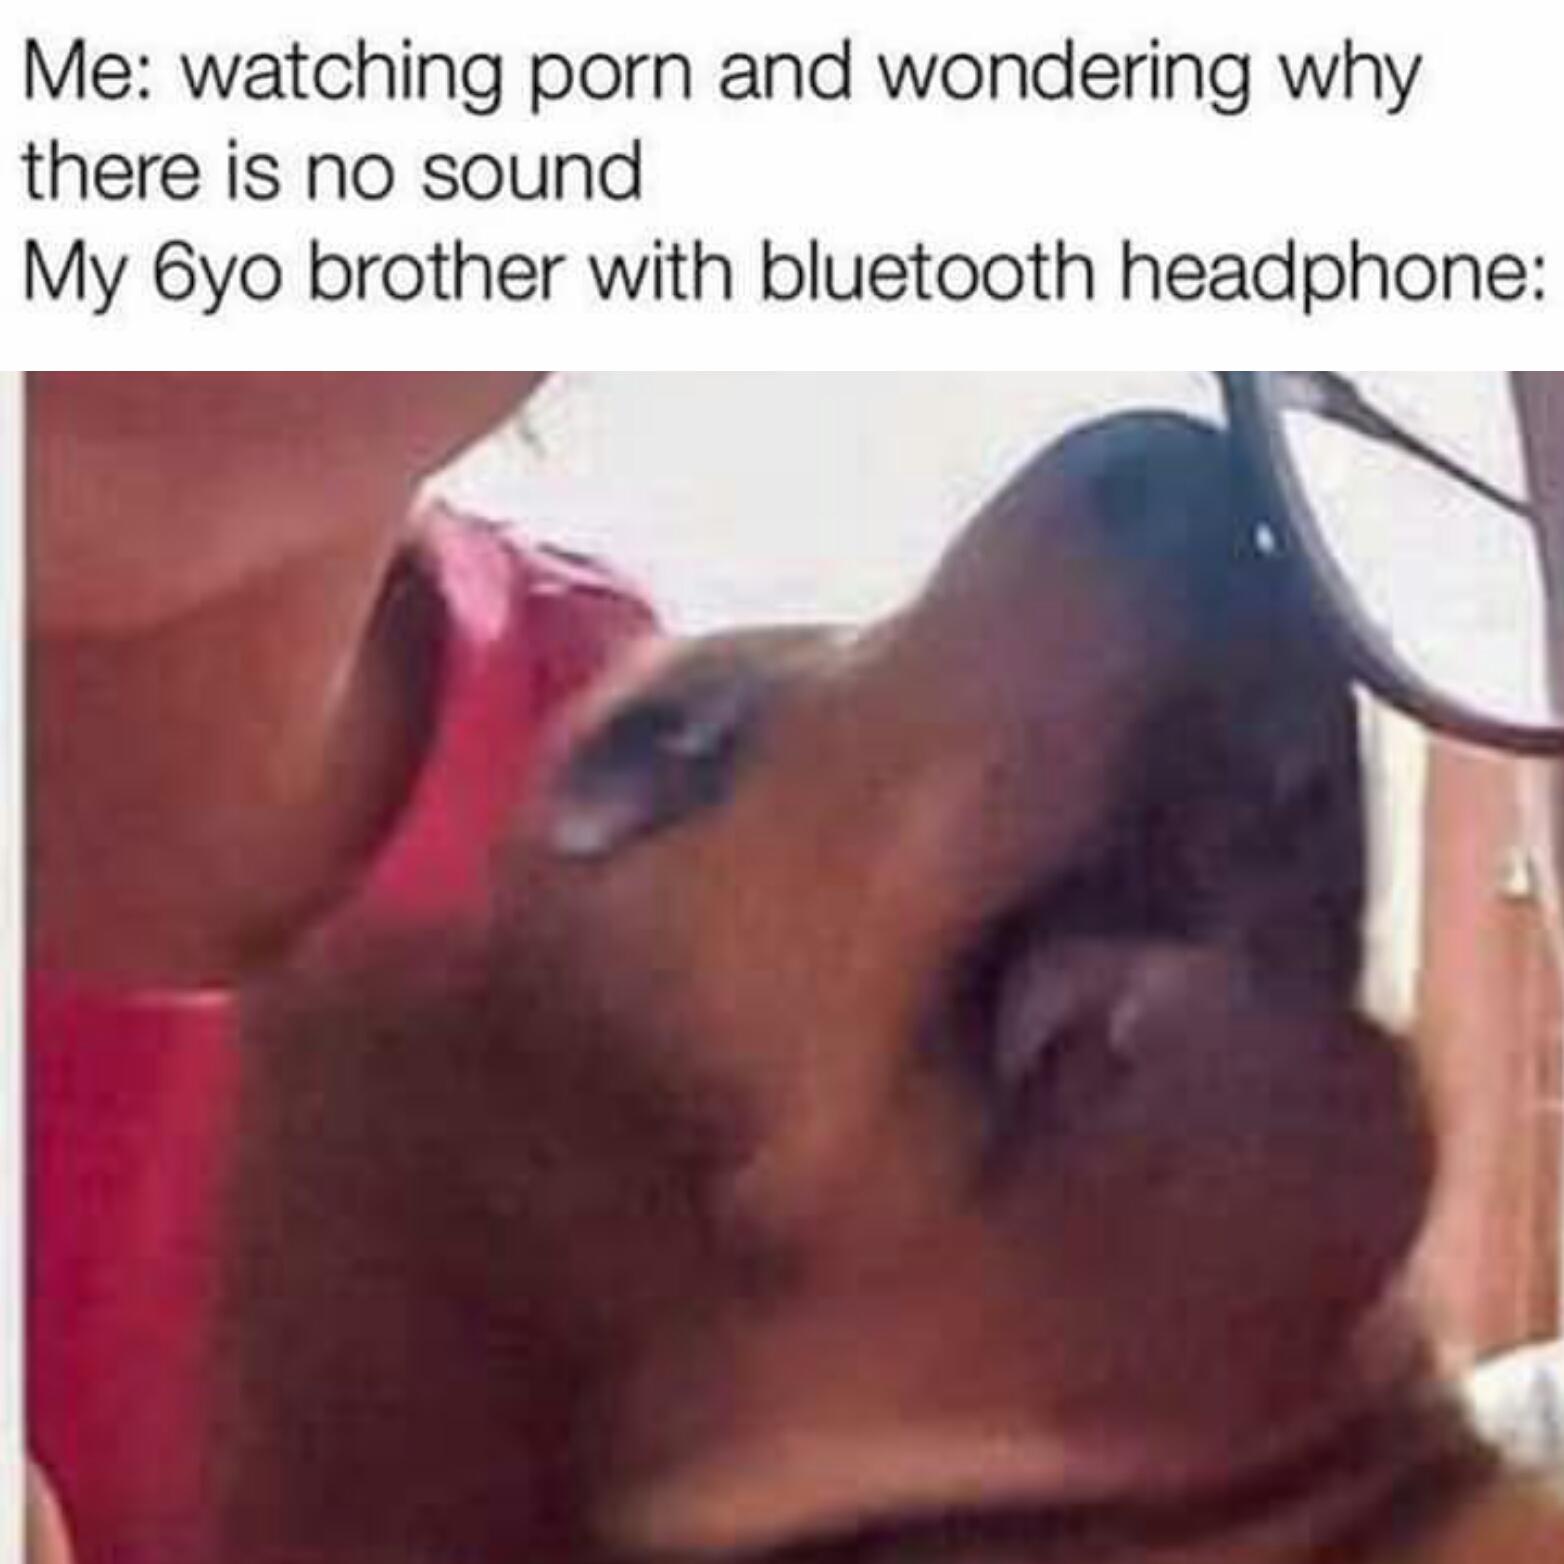 Me: watching porn and wondering why
there is no sound
My 6yo brother with bluetooth headphone: